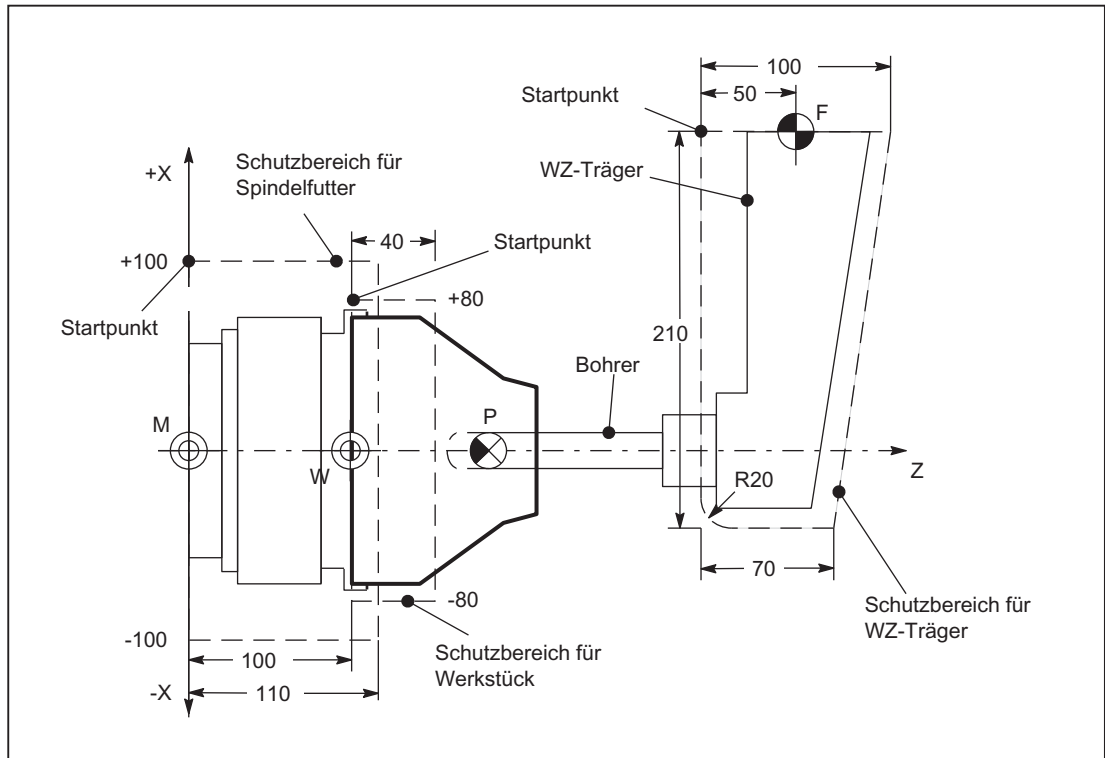 100
50
Startpunkt
F
+X
Schutzbereich für
Spindelfutter
WZ-Träger
40
Startpunkt
+100
+80
Startpunkt
210
Bohrer
M
P
W
Z
R20
-80
70
-100
100
Schutzbereich für
Werkstück
Schutzbereich für
WZ-Träger
-X
110